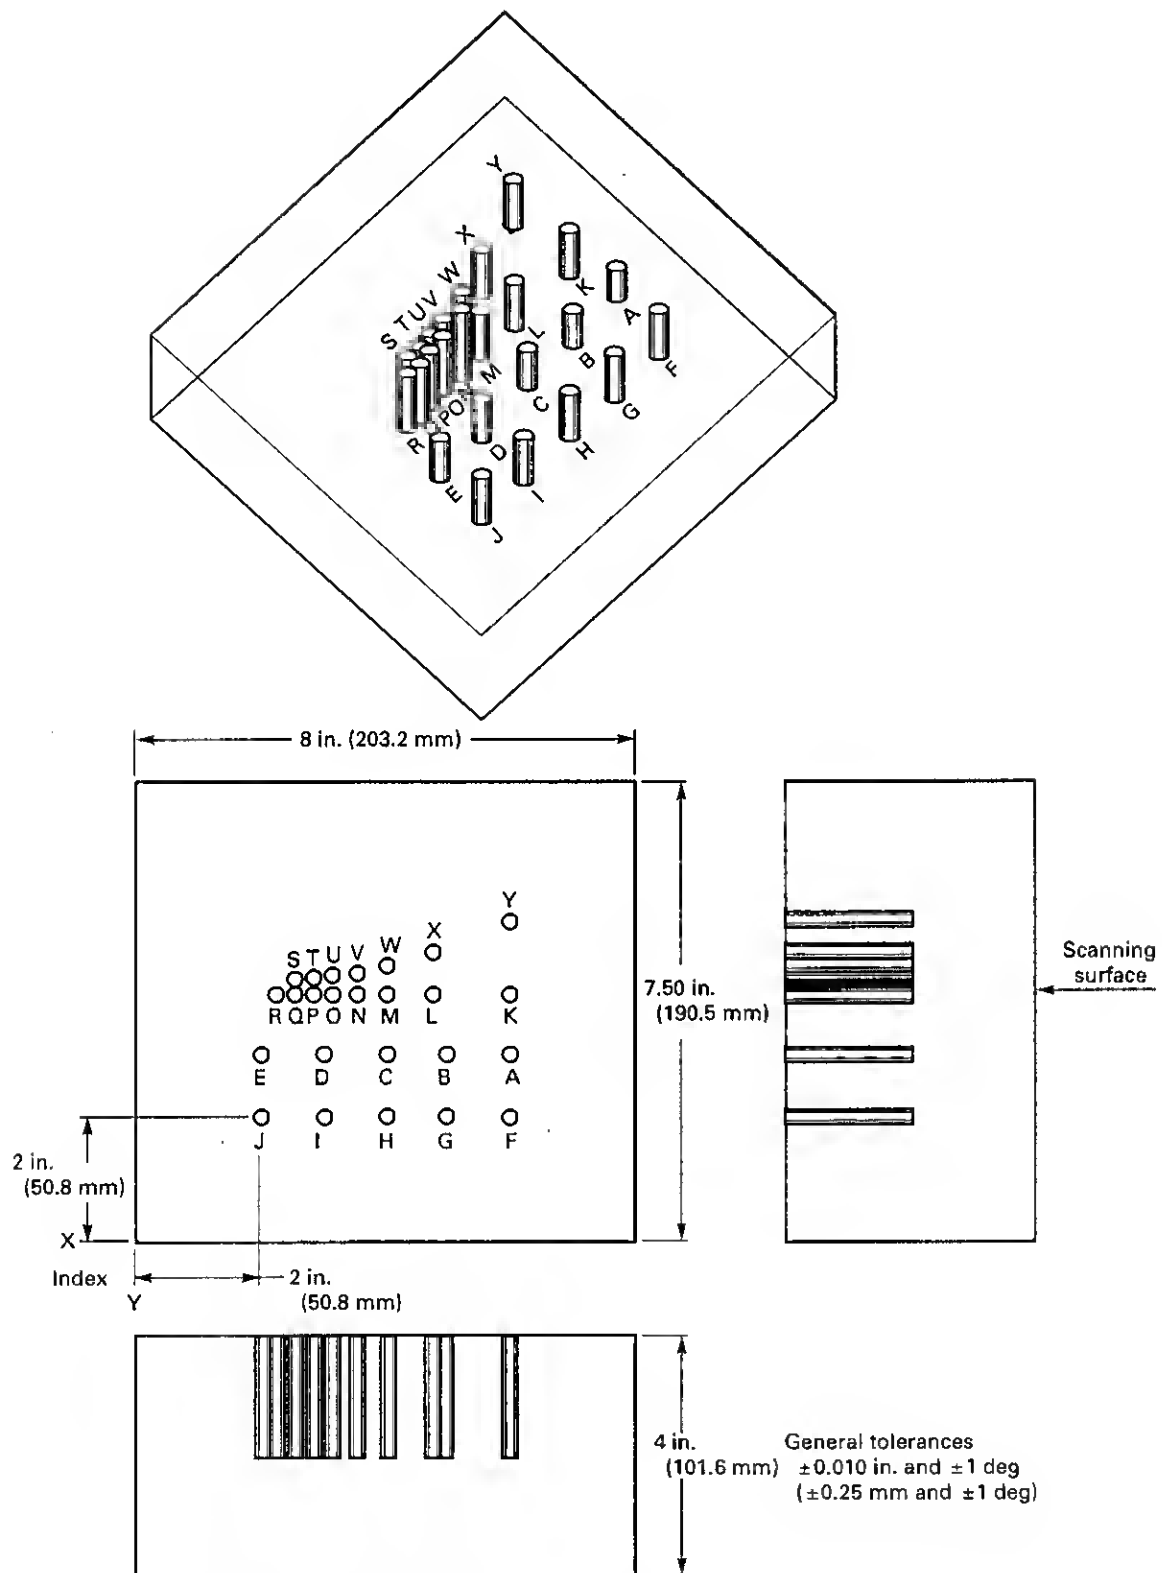 Y
X
K
W
A
S T U V
L
B
F
M
C
G
P O
R
D
H
E
I
J
8 in. (203.2 mm)
Y
X
W
S T U V
Scanning
surface
7.50 in.
(190.5 mm)
R Q P O N M L K
E D C B A
J I H G F
2 in.
(50.8 mm)
X
Index
2 in.
(50.8 mm)
Y
4 in.
(101.6 mm)
General tolerances
±0.010 in. and ±1 deg
(±0.25 mm and ±1 deg)